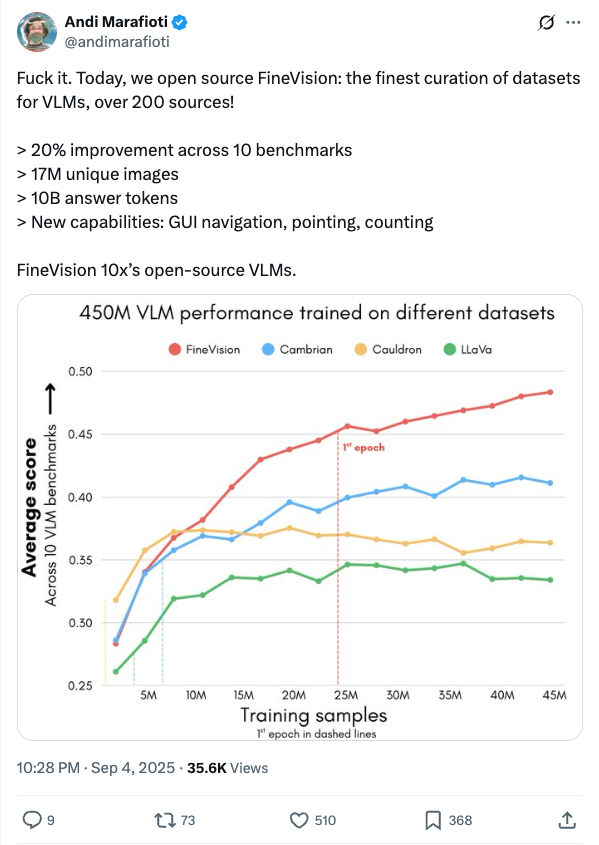 Andi Marafioti
@andimarafioti
Fuck it. Today, we open source FineVision: the finest curation of datasets
for VLMs, over 200 sources!
> 20% improvement across 10 benchmarks
> 17M unique images
> 10B answer tokens
> New capabilities: GUI navigation, pointing, counting
FineVision 10x’s open-source VLMs.
450M VLM performance trained on different datasets
FineVision Cambrian Cauldron LLaVa
Average score
Across 10 VLM benchmarks
0.50
0.45
0.40
0.35
0.30
0.25
1st epoch
5M 10M 15M 20M 25M 30M 35M 40M 45M
Training samples
1st epoch in dashed lines
10:28 PM · Sep 4, 2025 · 35.6K Views
9 73 510 368